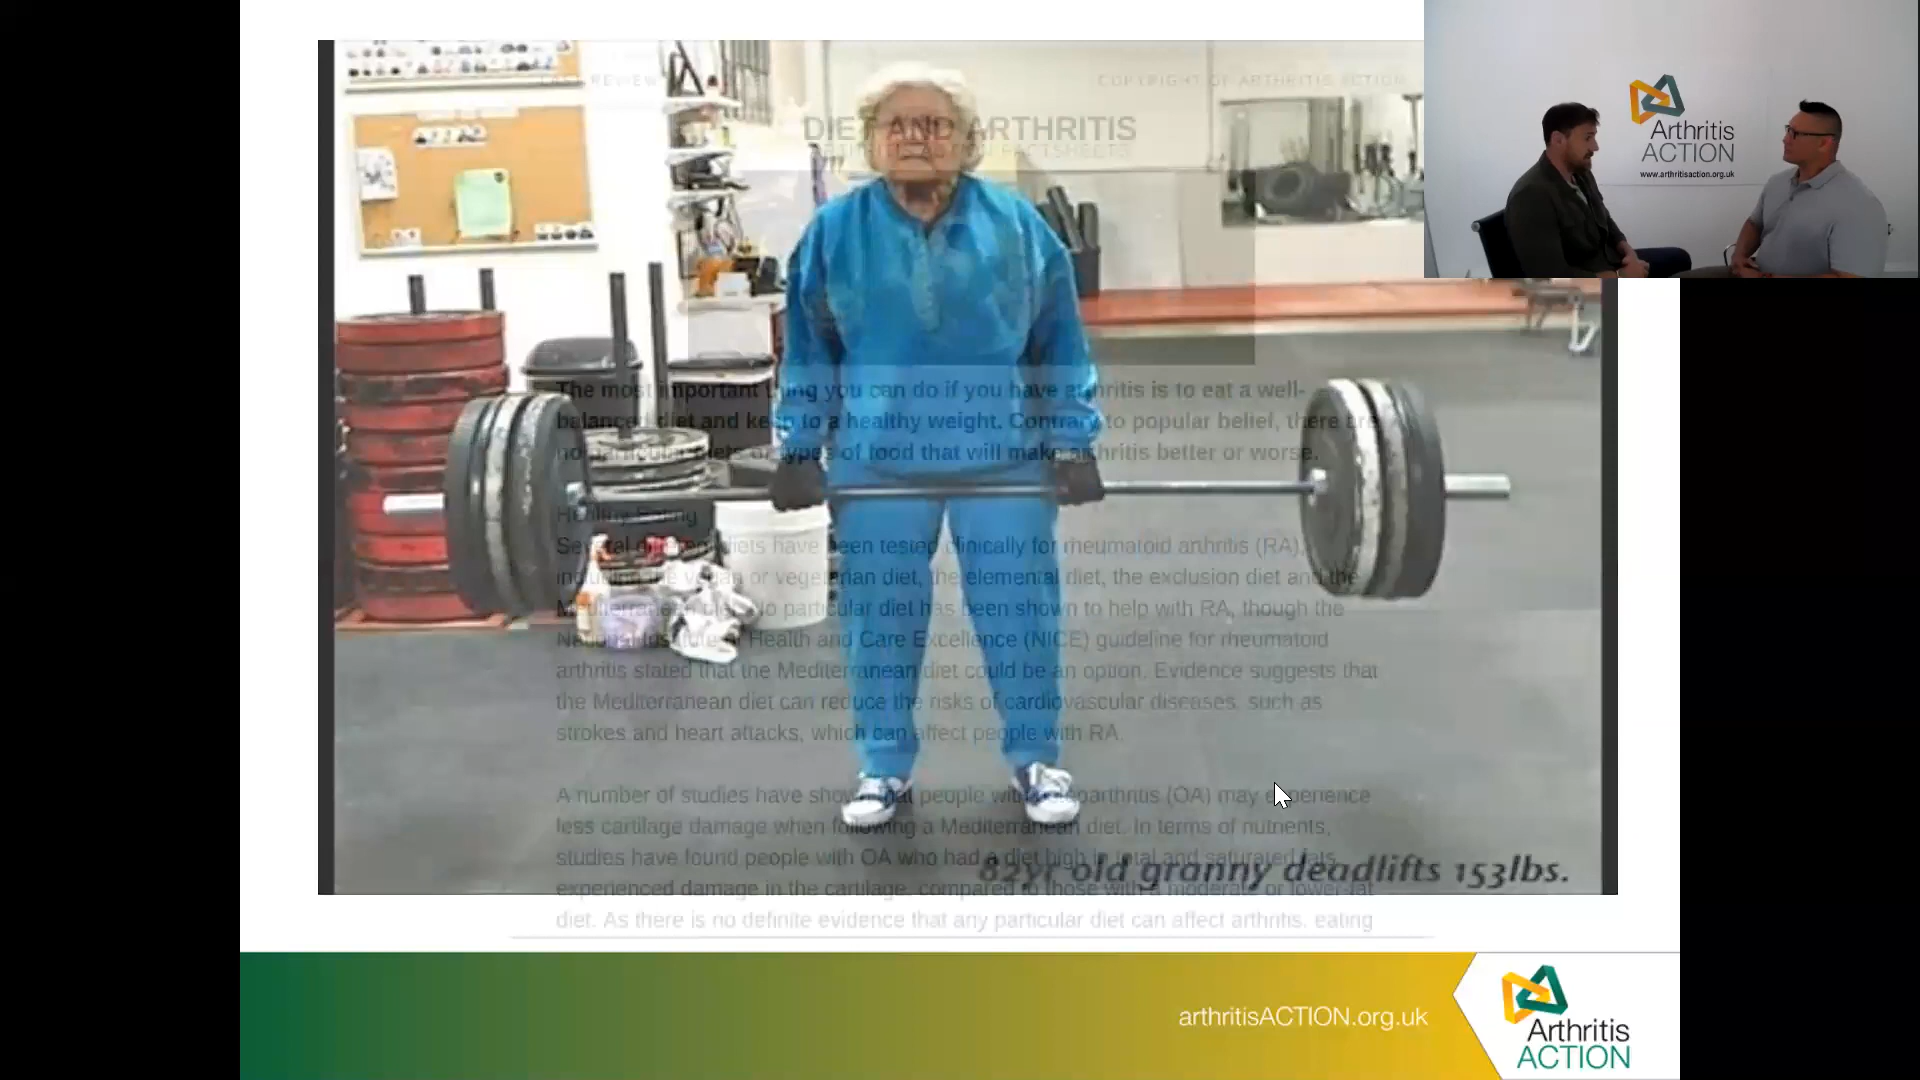 LAST REVIEW
COPYRIGHT OF ARTHRITIS ACTION
DIET AND ARTHRITIS
ARTHRITIS ACTION FACTSHEETS
Arthritis
ACTION
www.arthritisaction.org.uk
The most important thing you can do if you have arthritis is to eat a well-
balanced diet and keep to a healthy weight. Contrary to popular belief, there are
no particular diets or types of food that will make arthritis better or worse.
Healthy Eating
Several different diets have been tested clinically for rheumatoid arthritis (RA),
including the vegan or vegetarian diet, the elemental diet, the exclusion diet and the
Mediterranean diet. No particular diet has been shown to help with RA, though the
National Institute of Health and Care Excellence (NICE) guideline for rheumatoid
arthritis stated that the Mediterranean diet could be an option. Evidence suggests that
the Mediterranean diet can reduce the risks of cardiovascular diseases, such as
strokes and heart attacks, which can affect people with RA.
A number of studies have shown that people with osteoarthritis (OA) may experience
less cartilage damage when following a Mediterranean diet. In terms of nutrients,
studies have found people with OA who had a diet high in total and saturated fats
82yr old granny deadlifts 153lbs.
experienced damage in the cartilage, compared to those with a moderate or lower-fat
diet. As there is no definite evidence that any particular diet can affect arthritis, eating
arthritisACTION.org.uk
Arthritis
ACTION